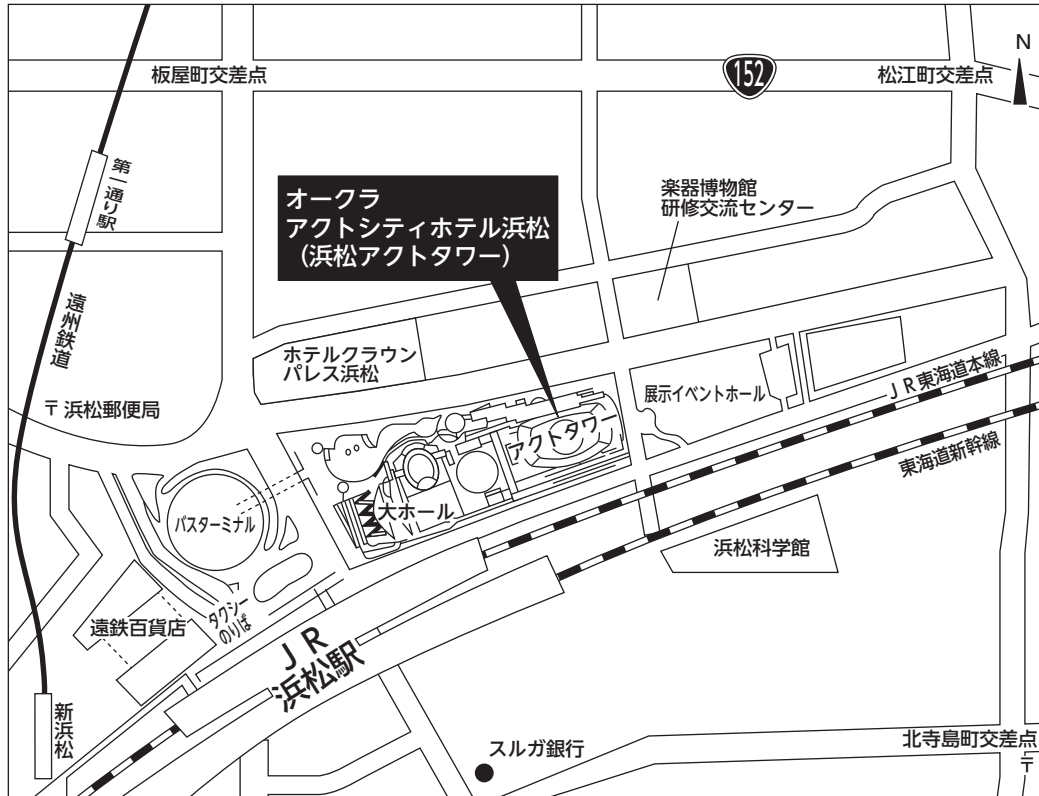 板屋町交差点
152
松江町交差点
N
第一通り駅
オークラ
アクトシティホテル浜松
(浜松アクトタワー)
楽器博物館
研修交流センター
遠州鉄道
ホテルクラウン
パレス浜松
展示イベントホール
JR東海道本線
〒浜松郵便局
アクトタワー
東海道新幹線
大ホール
バスターミナル
浜松科学館
タクシー
のりば
遠鉄百貨店
JR
浜松駅
新浜松
スルガ銀行
北寺島町交差点
〒